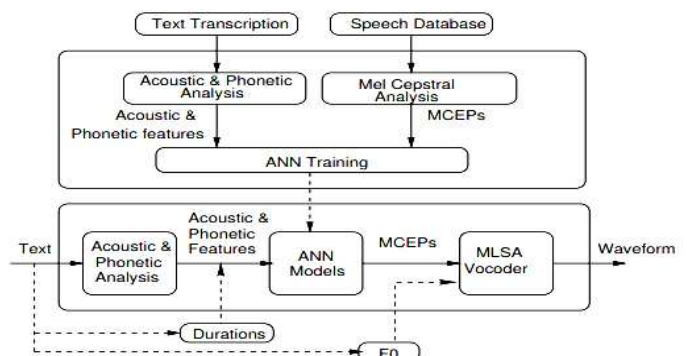 Text Transcription
Speech Database
Acoustic & Phonetic
Analysis
Mel Cepstral
Analysis
Acoustic &
Phonetic features
MCEPs
ANN Training
Text
Acoustic &
Phonetic
Analysis
Acoustic &
Phonetic
Features
ANN
Models
MCEPs
MLSA
Vocoder
Waveform
Durations
F0